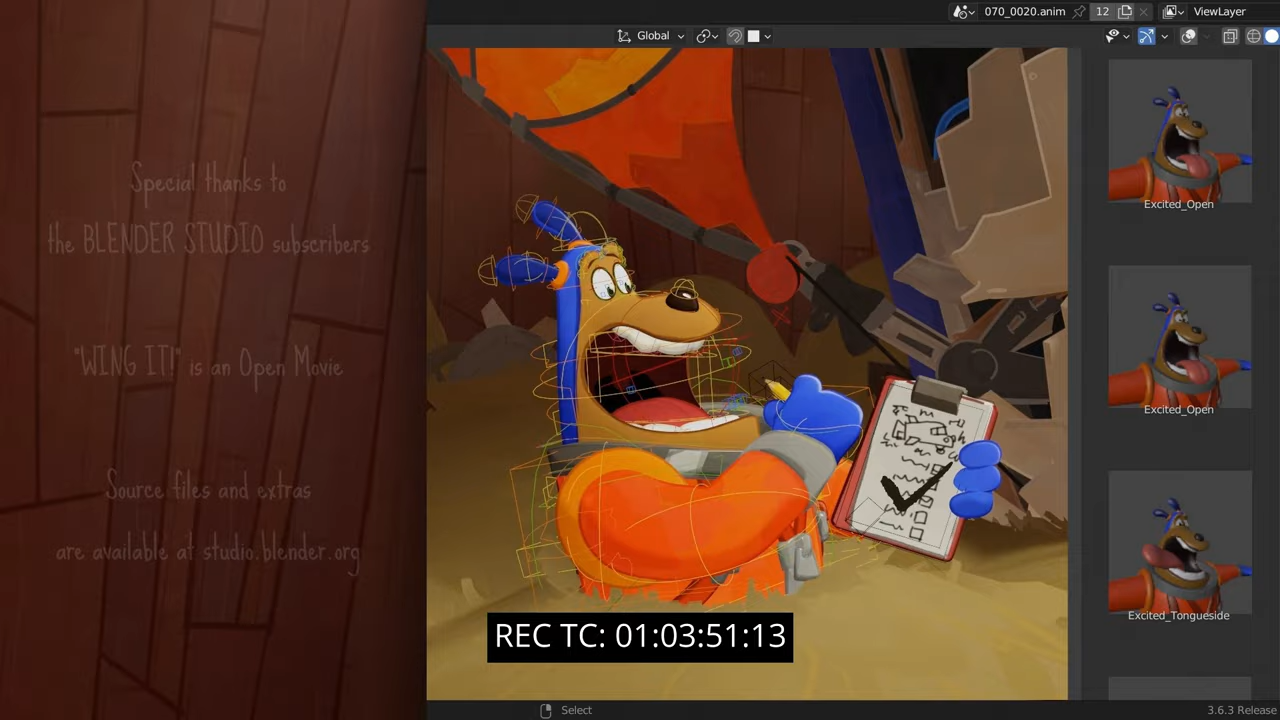 070_0020.anim
12
ViewLayer
Global
Special thanks to
the BLENDER STUDIO subscribers
"WING IT!" is an Open Movie
Source files and extras
are available at studio.blender.org
Excited_Open
Excited_Open
Excited_Tongueside
REC TC: 01:03:51:13
Select
3.6.3 Release